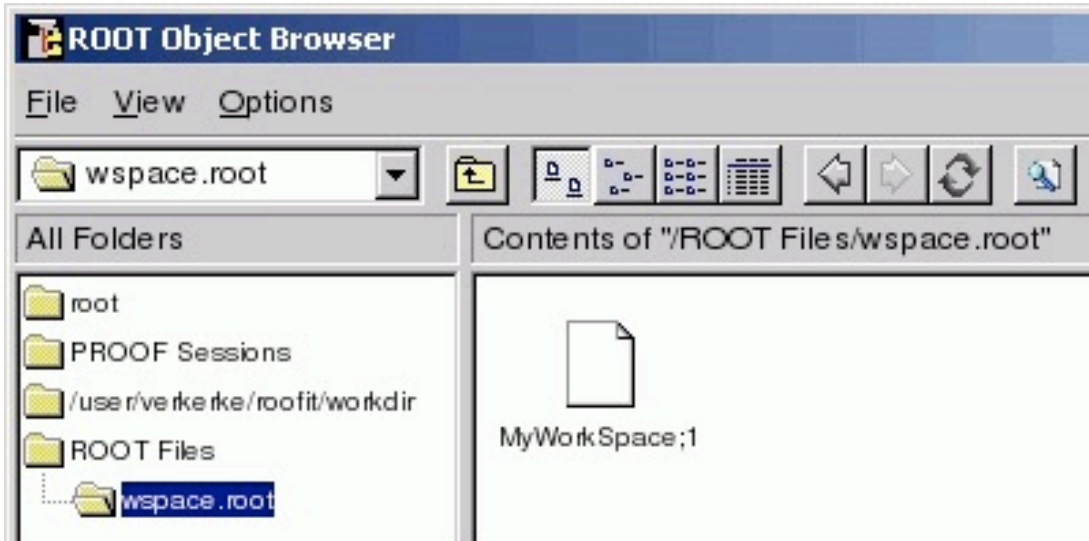 ROOT Object Browser
File View Options
wspace.root
All Folders
Contents of "/ROOT Files/wspace.root"
root
PROOF Sessions
/user/verkerke/roofit/workdir
ROOT Files
wspace.root
MyWorkSpace;1